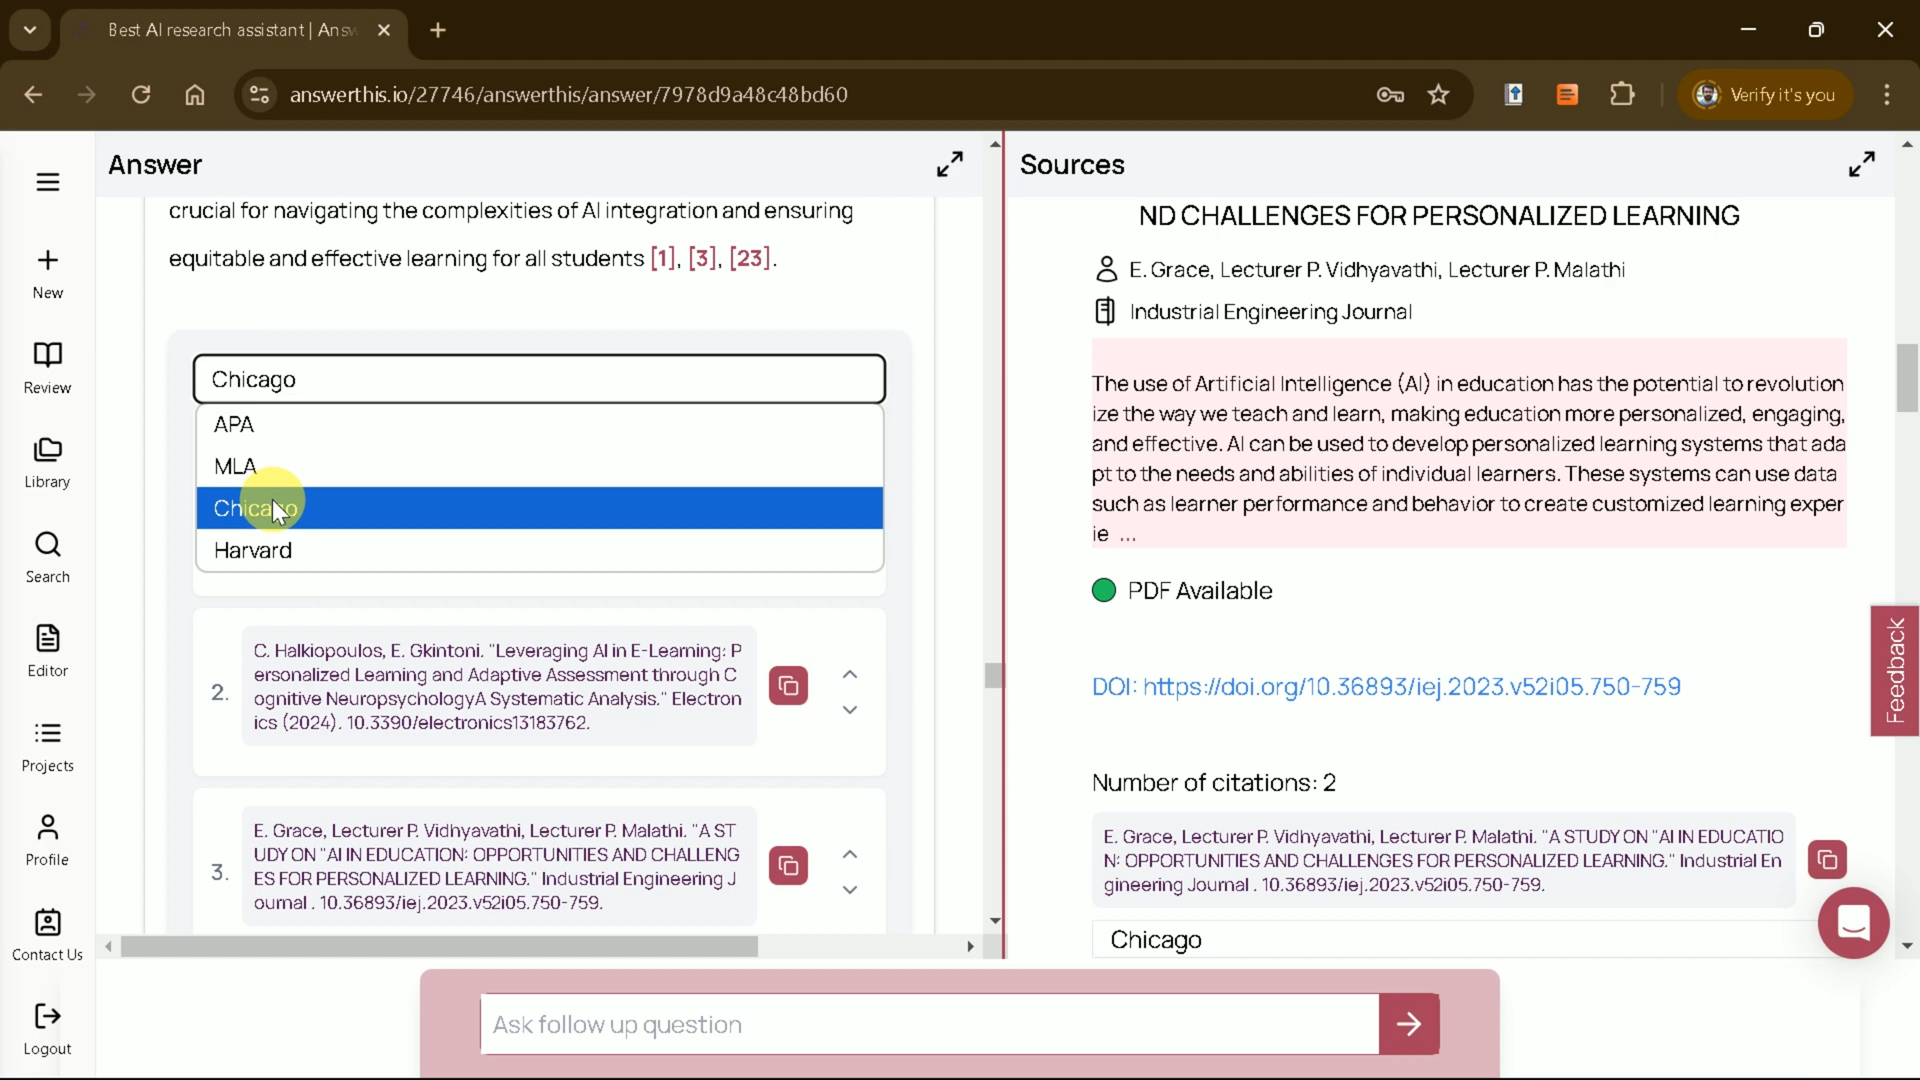 Best AI research assistant | Answ
answerthis.io/27746/answerthis/answer/7978d9a48c48bd60
Verify it's you
New
Review
Library
Search
Editor
Projects
Profile
Contact Us
Logout
Answer
crucial for navigating the complexities of AI integration and ensuring
equitable and effective learning for all students [1], [3], [23].
Chicago
APA
MLA
Chicago
Harvard
2.
C. Halkiopoulos, E. Gkintoni. "Leveraging AI in E-Learning: P
ersonalized Learning and Adaptive Assessment through C
ognitive NeuropsychologyA Systematic Analysis." Electron
ics (2024). 10.3390/electronics13183762.
3.
E. Grace, Lecturer P. Vidhyavathi, Lecturer P. Malathi. "A ST
UDY ON "AI IN EDUCATION: OPPORTUNITIES AND CHALLENG
ES FOR PERSONALIZED LEARNING." Industrial Engineering J
ournal . 10.36893/iej.2023.v52i05.750-759.
Sources
ND CHALLENGES FOR PERSONALIZED LEARNING
E. Grace, Lecturer P. Vidhyavathi, Lecturer P. Malathi
Industrial Engineering Journal
The use of Artificial Intelligence (AI) in education has the potential to revolution
ize the way we teach and learn, making education more personalized, engaging,
and effective. AI can be used to develop personalized learning systems that ada
pt to the needs and abilities of individual learners. These systems can use data
such as learner performance and behavior to create customized learning exper
ie ...
PDF Available
DOI: https://doi.org/10.36893/iej.2023.v52i05.750-759
Number of citations: 2
E. Grace, Lecturer P. Vidhyavathi, Lecturer P. Malathi. "A STUDY ON "AI IN EDUCATIO
N: OPPORTUNITIES AND CHALLENGES FOR PERSONALIZED LEARNING." Industrial En
gineering Journal . 10.36893/iej.2023.v52i05.750-759.
Chicago
Feedback
Ask follow up question